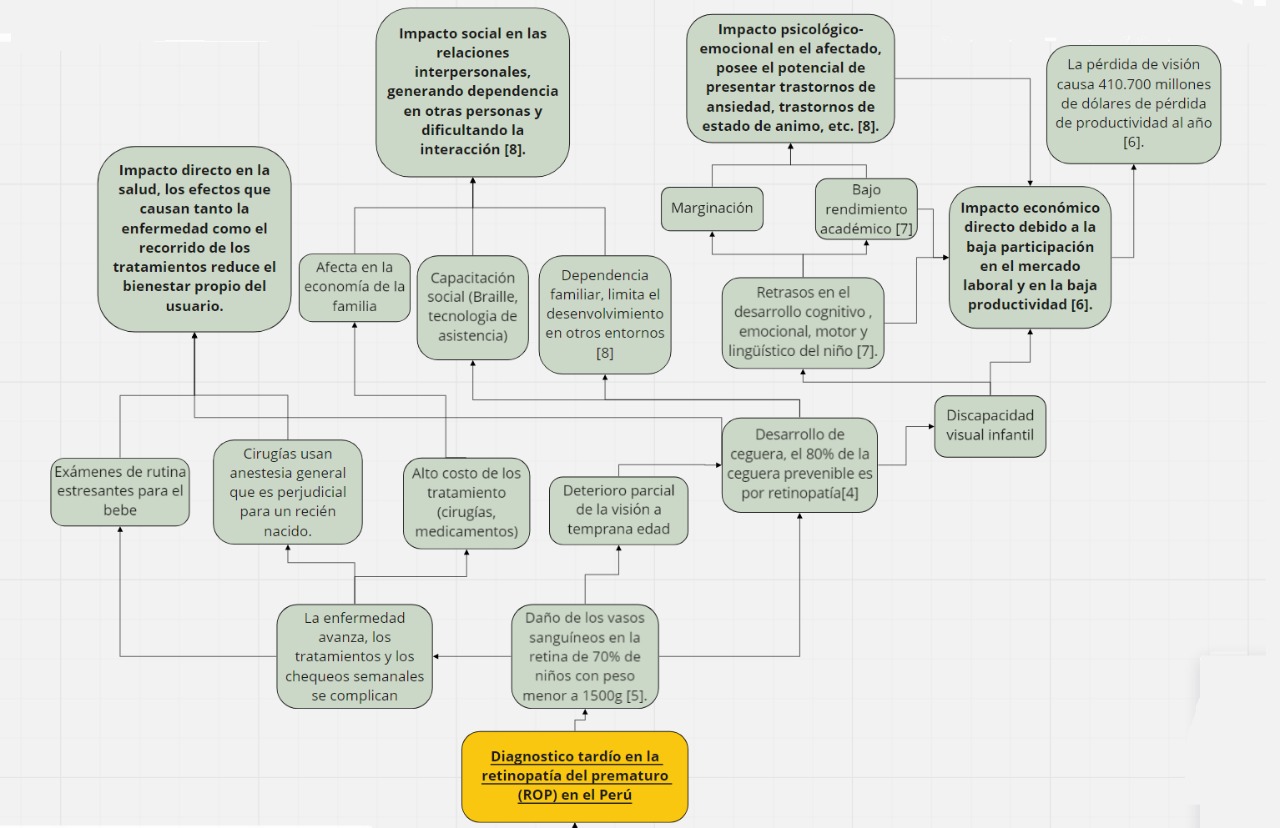 Impacto social en las
relaciones
interpersonales,
generando dependencia
en otras personas y
dificultando la
interacción [8].
Impacto psicológico-
emocional en el afectado,
posee el potencial de
presentar trastornos de
ansiedad, trastornos de
estado de animo, etc. [8].
La pérdida de visión
causa 410.700 millones
de dólares de pérdida
de productividad al año
[6].
Impacto directo en la
salud, los efectos que
causan tanto la
enfermedad como el
recorrido de los
tratamientos reduce el
bienestar propio del
usuario.
Marginación
Bajo
rendimiento
académico [7]
Impacto económico
directo debido a la
baja participación
en el mercado
laboral y en la baja
productividad [6].
Afecta en la
economía de la
familia
Capacitación
social (Braille,
tecnologia de
asistencia)
Dependencia
familiar, limita el
desenvolvimiento
en otros entornos
[8]
Retrasos en el
desarrollo cognitivo ,
emocional, motor y
lingüístico del niño [7].
Discapacidad
visual infantil
Exámenes de rutina
estresantes para el
bebe
Cirugías usan
anestesia general
que es perjudicial
para un recién
nacido.
Alto costo de los
tratamiento
(cirugías,
medicamentos)
Deterioro parcial
de la visión a
temprana edad
Desarrollo de
ceguera, el 80% de la
ceguera prevenible es
por retinopatía[4]
La enfermedad
avanza, los
tratamientos y los
chequeos semanales
se complican
Daño de los vasos
sanguíneos en la
retina de 70% de
niños con peso
menor a 1500g [5].
Diagnostico tardío en la
retinopatía del prematuro
(ROP) en el Perú